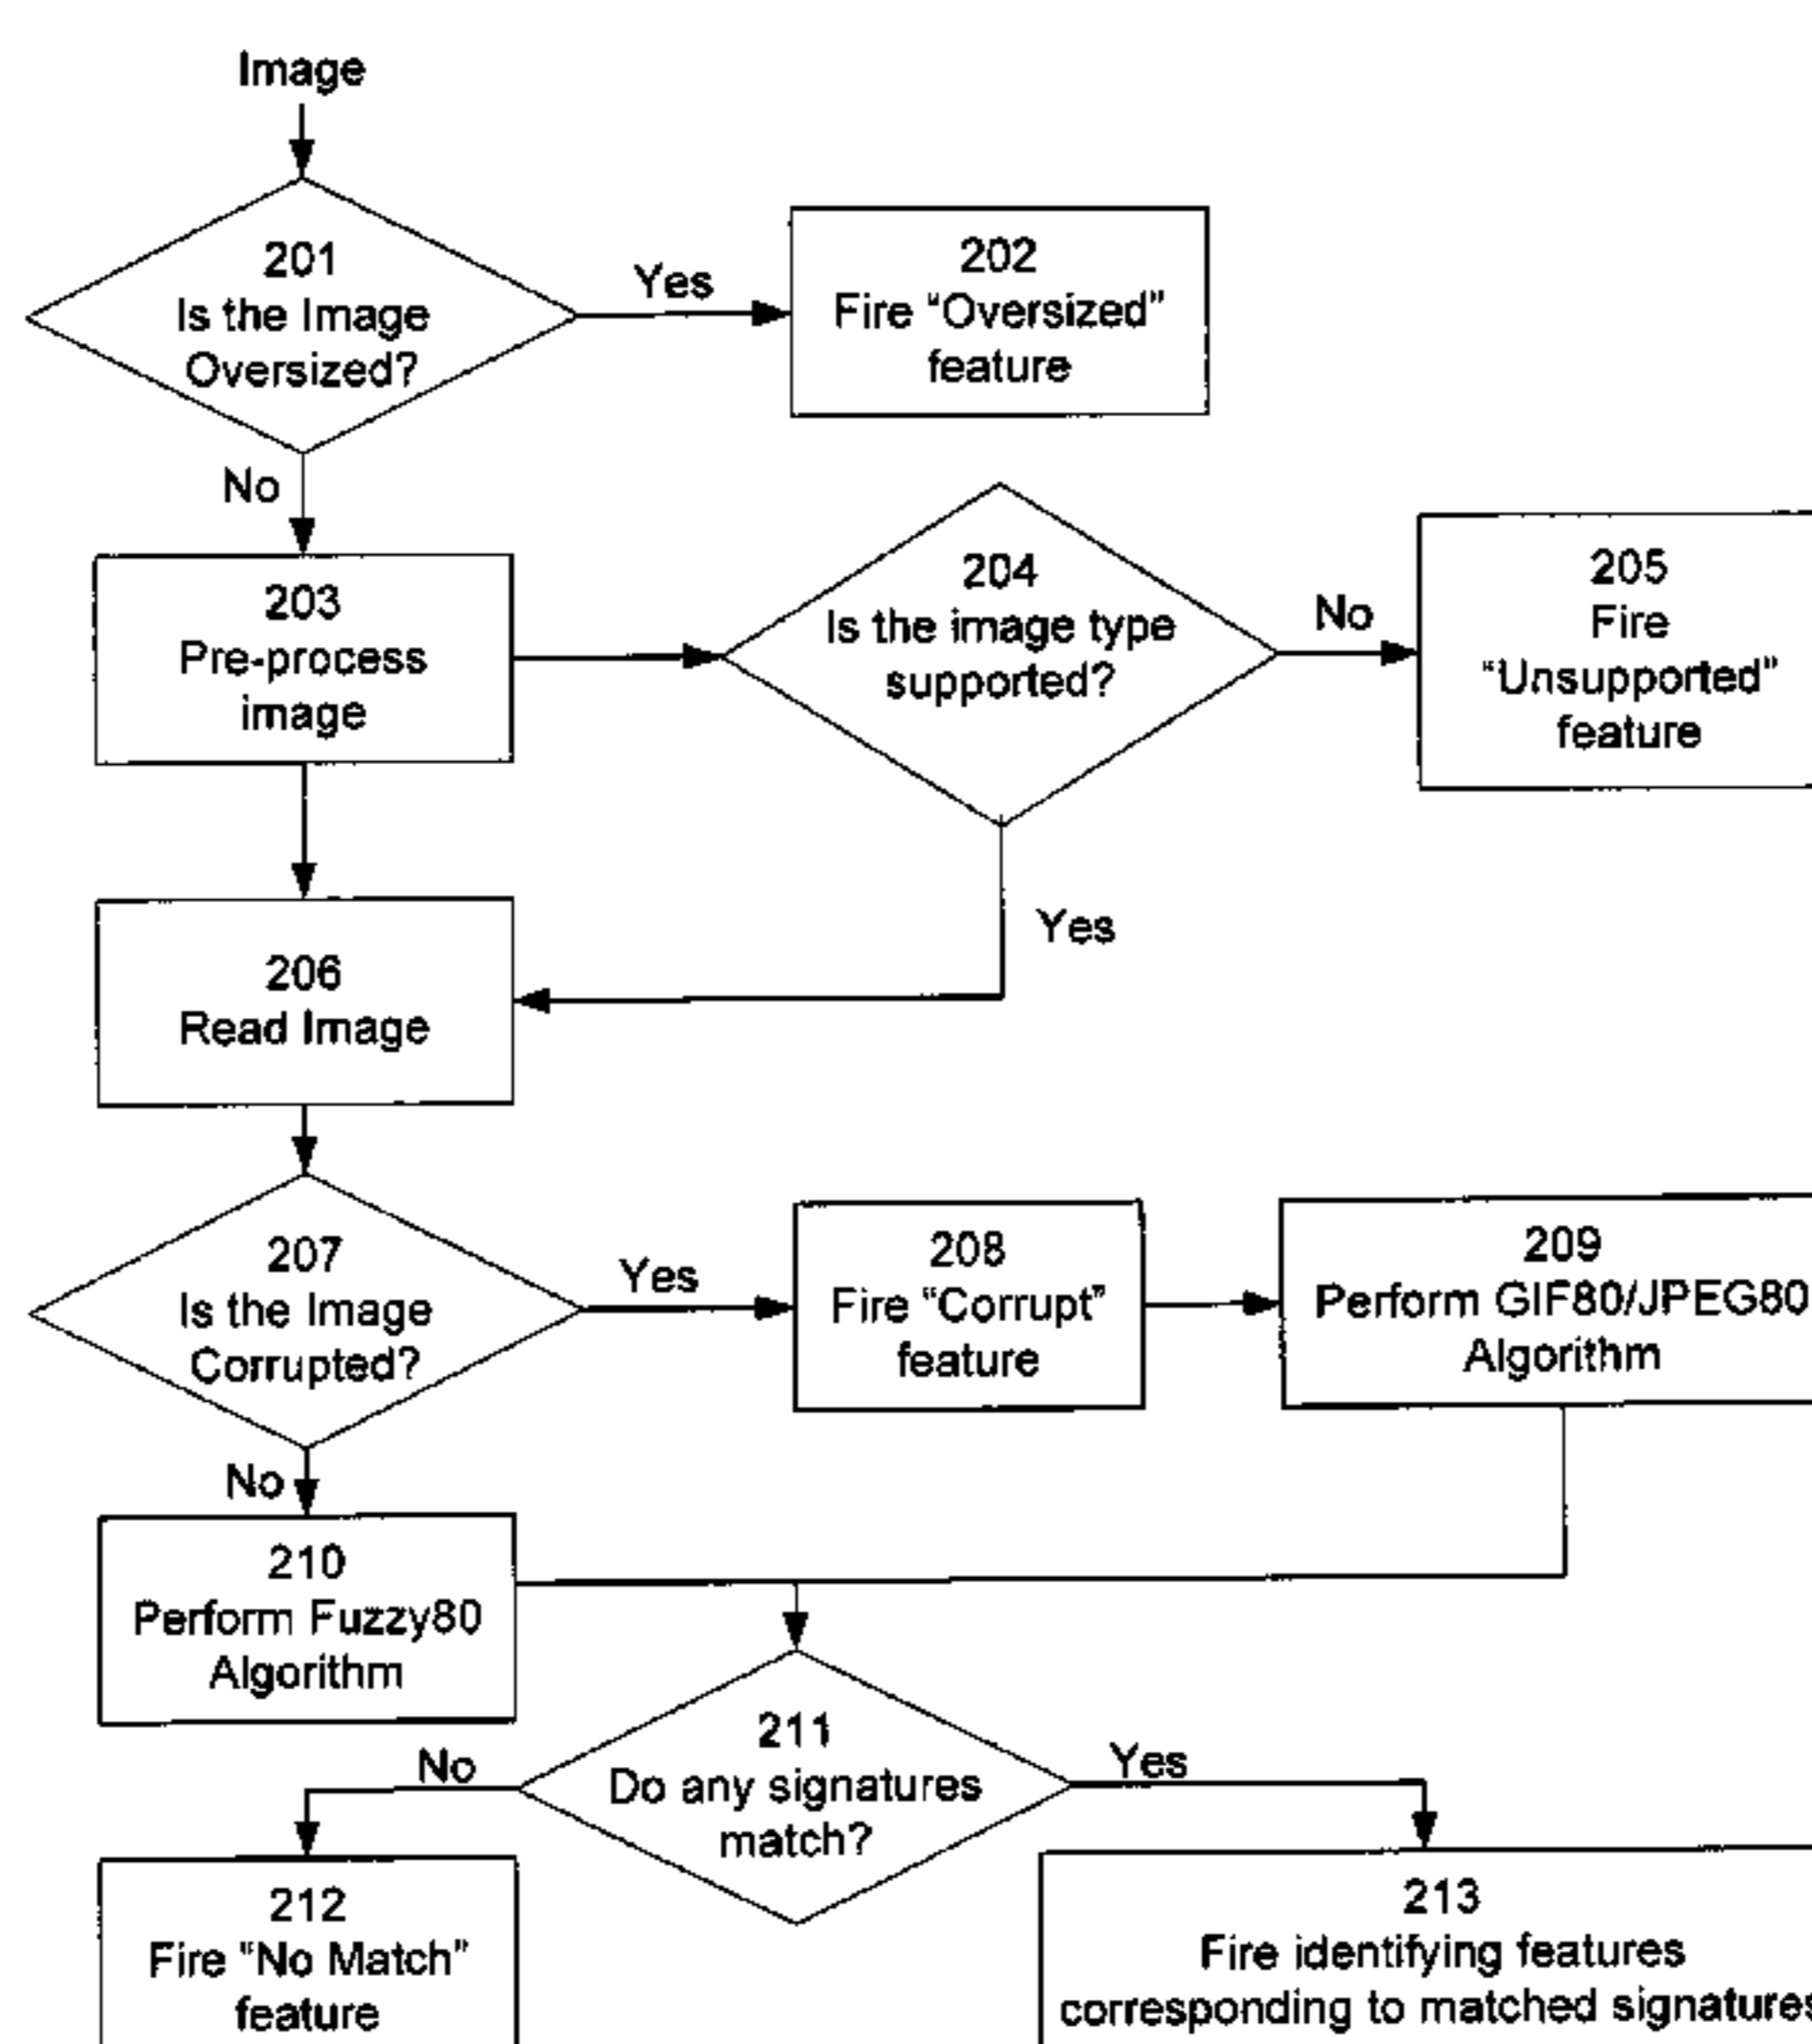 Image
201
Is the Image
Oversized?
Yes
202
Fire “Oversized”
feature
No
203
Pre-process
image
204
Is the image type
supported?
No
205
Fire
“Unsupported”
feature
Yes
206
Read Image
207
Is the Image
Corrupted?
Yes
208
Fire “Corrupt”
feature
209
Perform GIF80/JPEG80
Algorithm
No
210
Perform Fuzzy80
Algorithm
211
Do any signatures
match?
No
Yes
212
Fire “No Match”
feature
213
Fire identifying features
corresponding to matched signatures